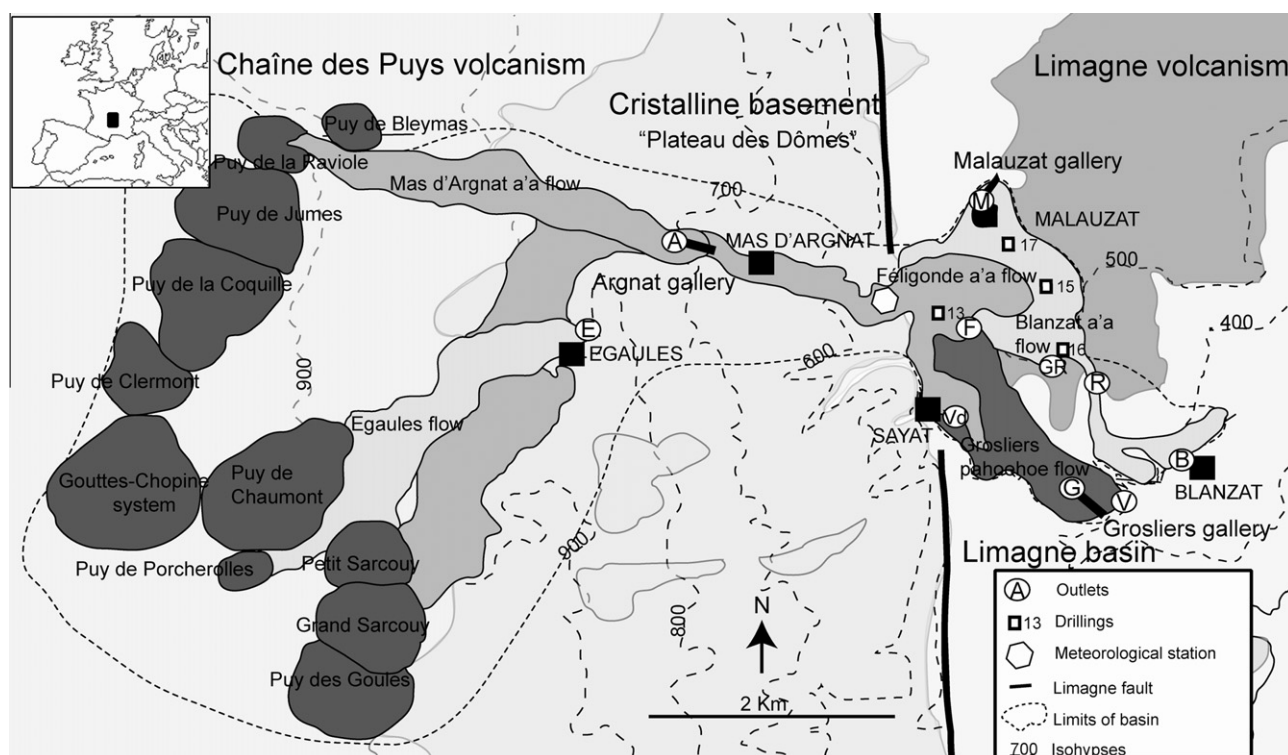 Chaîne des Puys volcanism
Limagne volcanism
Cristalline basement
“Plateau des Dômes”
Puy de Bleymas
Puy de la Raviole
Mas d'Argnat a'a flow
Malauzat gallery
M
MALAUZAT
700
Puy de Jumes
A
MAS D'ARGNAT
17
500
Puy de la Coquille
Argnat gallery
Féligonde a'a flow
15
13
Blanzat a'a
flow
400
E
F
16
EGAULES
600
GR
900
Puy de Clermont
R
Egaules flow
SAYAT
Vd
Grosliers
pahoehoe flow
Gouttes-Chopine
system
Puy de
Chaumont
B
BLANZAT
G
V
Grosliers gallery
900
Limagne basin
Puy de Porcherolles
Petit Sarcouy
Grand Sarcouy
Puy des Goules
800
N
2 Km
A Outlets
13 Drillings
Meteorological station
Limagne fault
Limits of basin
700 Isohypses